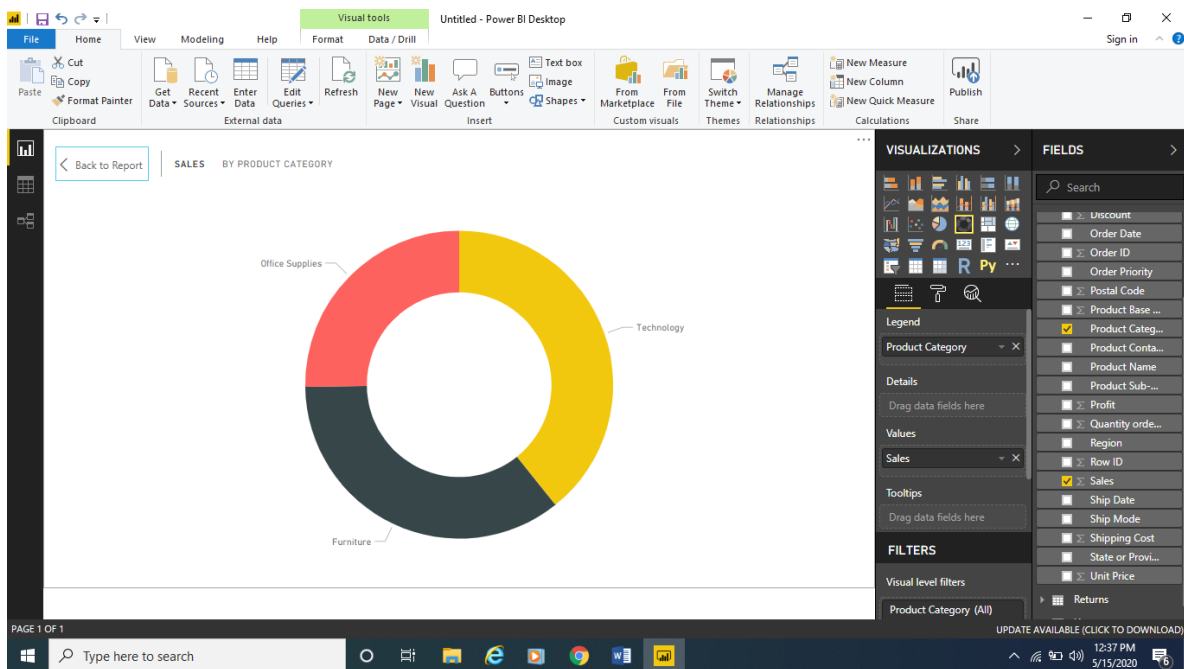 Visual tools
Untitled - Power BI Desktop
File Home View Modeling Help Format Data / Drill Sign in
Paste
Cut
Copy
Format Painter
Clipboard
Get Data
Recent Sources
Enter Data
Edit Queries
External data
Refresh
New Page
New Visual
Ask A Question
Buttons
Text box
Image
Shapes
Insert
From Marketplace
From File
Custom visuals
Switch Theme
Themes
Manage Relationships
Relationships
New Measure
New Column
New Quick Measure
Calculations
Publish
Share
Back to Report
SALES BY PRODUCT CATEGORY
Office Supplies
Technology
Furniture
VISUALIZATIONS
123
R Py
Legend
Product Category
Details
Drag data fields here
Values
Sales
Tooltips
Drag data fields here
FILTERS
Visual level filters
Product Category (All)
FIELDS
Search
Discount
Order Date
Order ID
Order Priority
Postal Code
Product Base ...
Product Categ...
Product Conta...
Product Name
Product Sub-...
Profit
Quantity orde...
Region
Row ID
Sales
Ship Date
Ship Mode
Shipping Cost
State or Provi...
Unit Price
Returns
PAGE 1 OF 1
UPDATE AVAILABLE (CLICK TO DOWNLOAD)
Type here to search
12:37 PM
5/15/2020
6